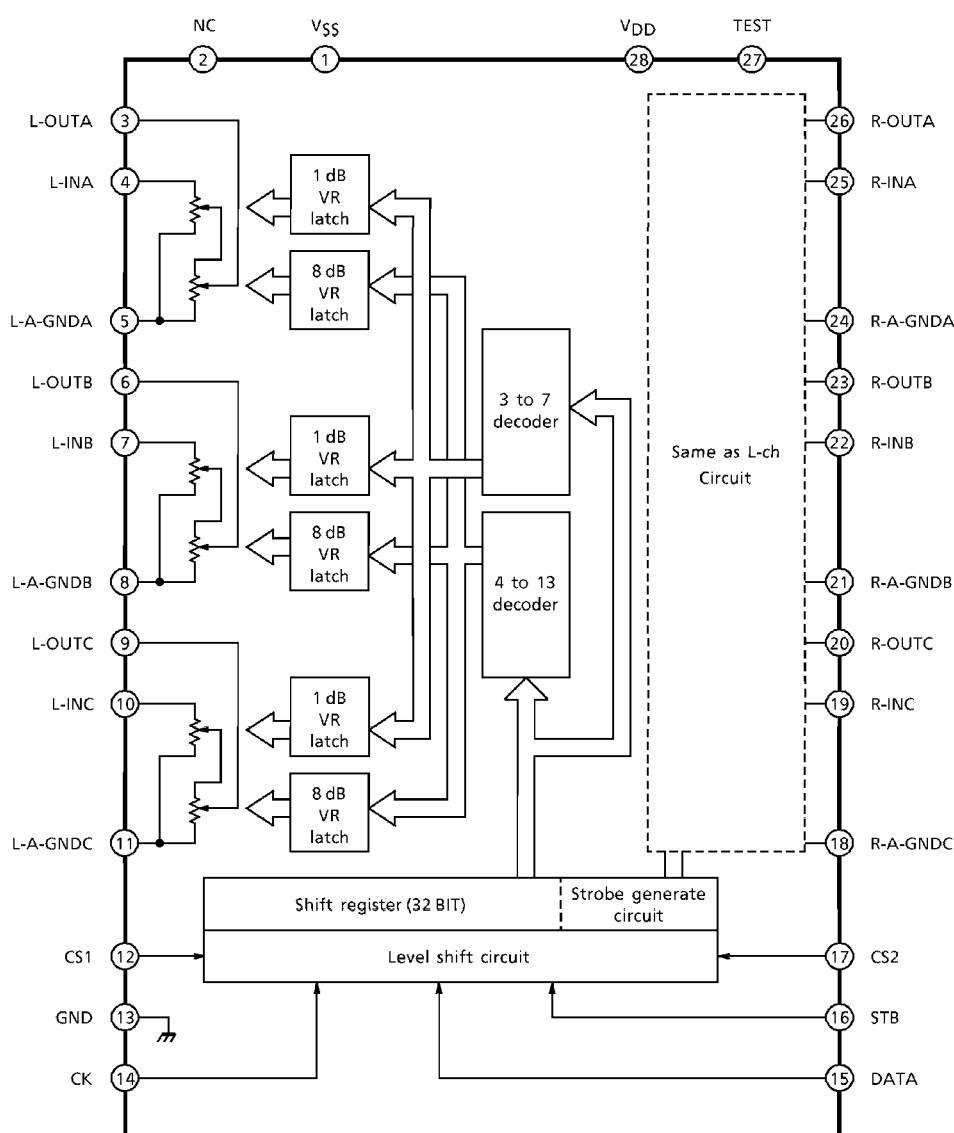 NC
VSS
VDD
TEST
2
1
28
27
L-OUTA
3
26
R-OUTA
L-INA
4
25
R-INA
1 dB
VR
latch
8 dB
VR
latch
L-A-GNDA
5
24
R-A-GNDA
L-OUTB
6
23
R-OUTB
3 to 7
decoder
L-INB
7
22
R-INB
1 dB
VR
latch
Same as L-ch
Circuit
8 dB
VR
latch
4 to 13
decoder
L-A-GNDB
8
21
R-A-GNDB
L-OUTC
9
20
R-OUTC
L-INC
10
19
R-INC
1 dB
VR
latch
8 dB
VR
latch
L-A-GNDC
11
18
R-A-GNDC
Shift register (32 BIT)
Strobe generate
circuit
CS1
12
Level shift circuit
17
CS2
GND
13
16
STB
CK
14
15
DATA